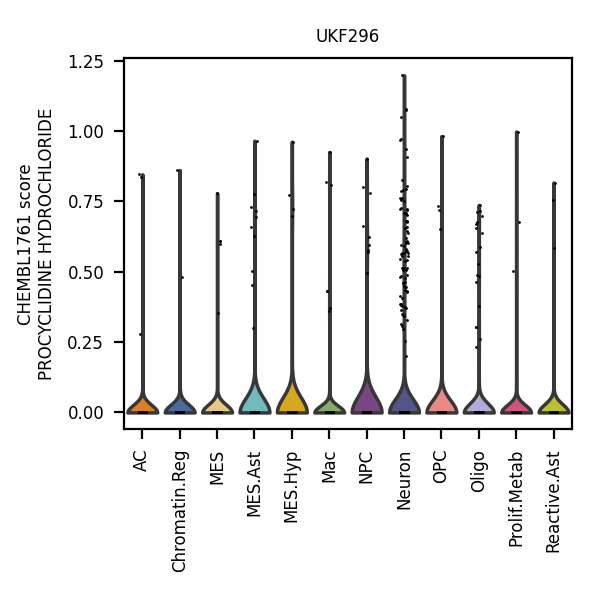 UKF296
CHEMBL1761 score
PROCYCLIDINE HYDROCHLORIDE
1.25
1.00
0.75
0.50
0.25
0.00
AC
Chromatin.Reg
MES
MES.Ast
MES.Hyp
Mac
NPC
Neuron
OPC
Oligo
Prolif.Metab
Reactive.Ast